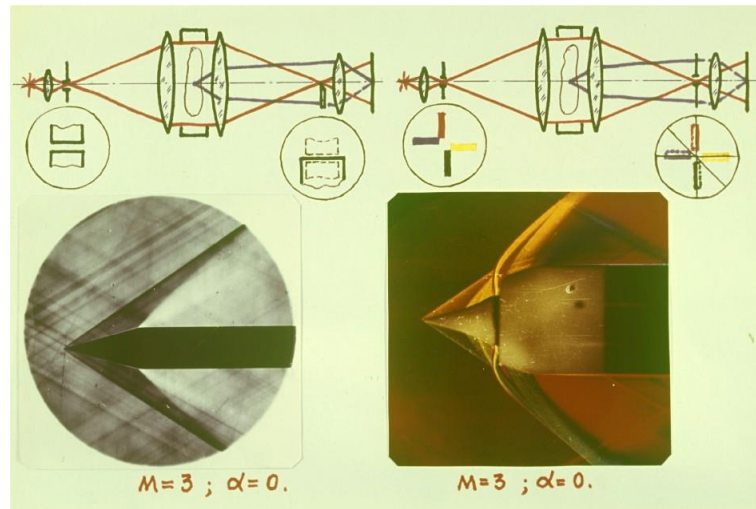 M = 3 ; α = 0.
M = 3 ; α = 0.